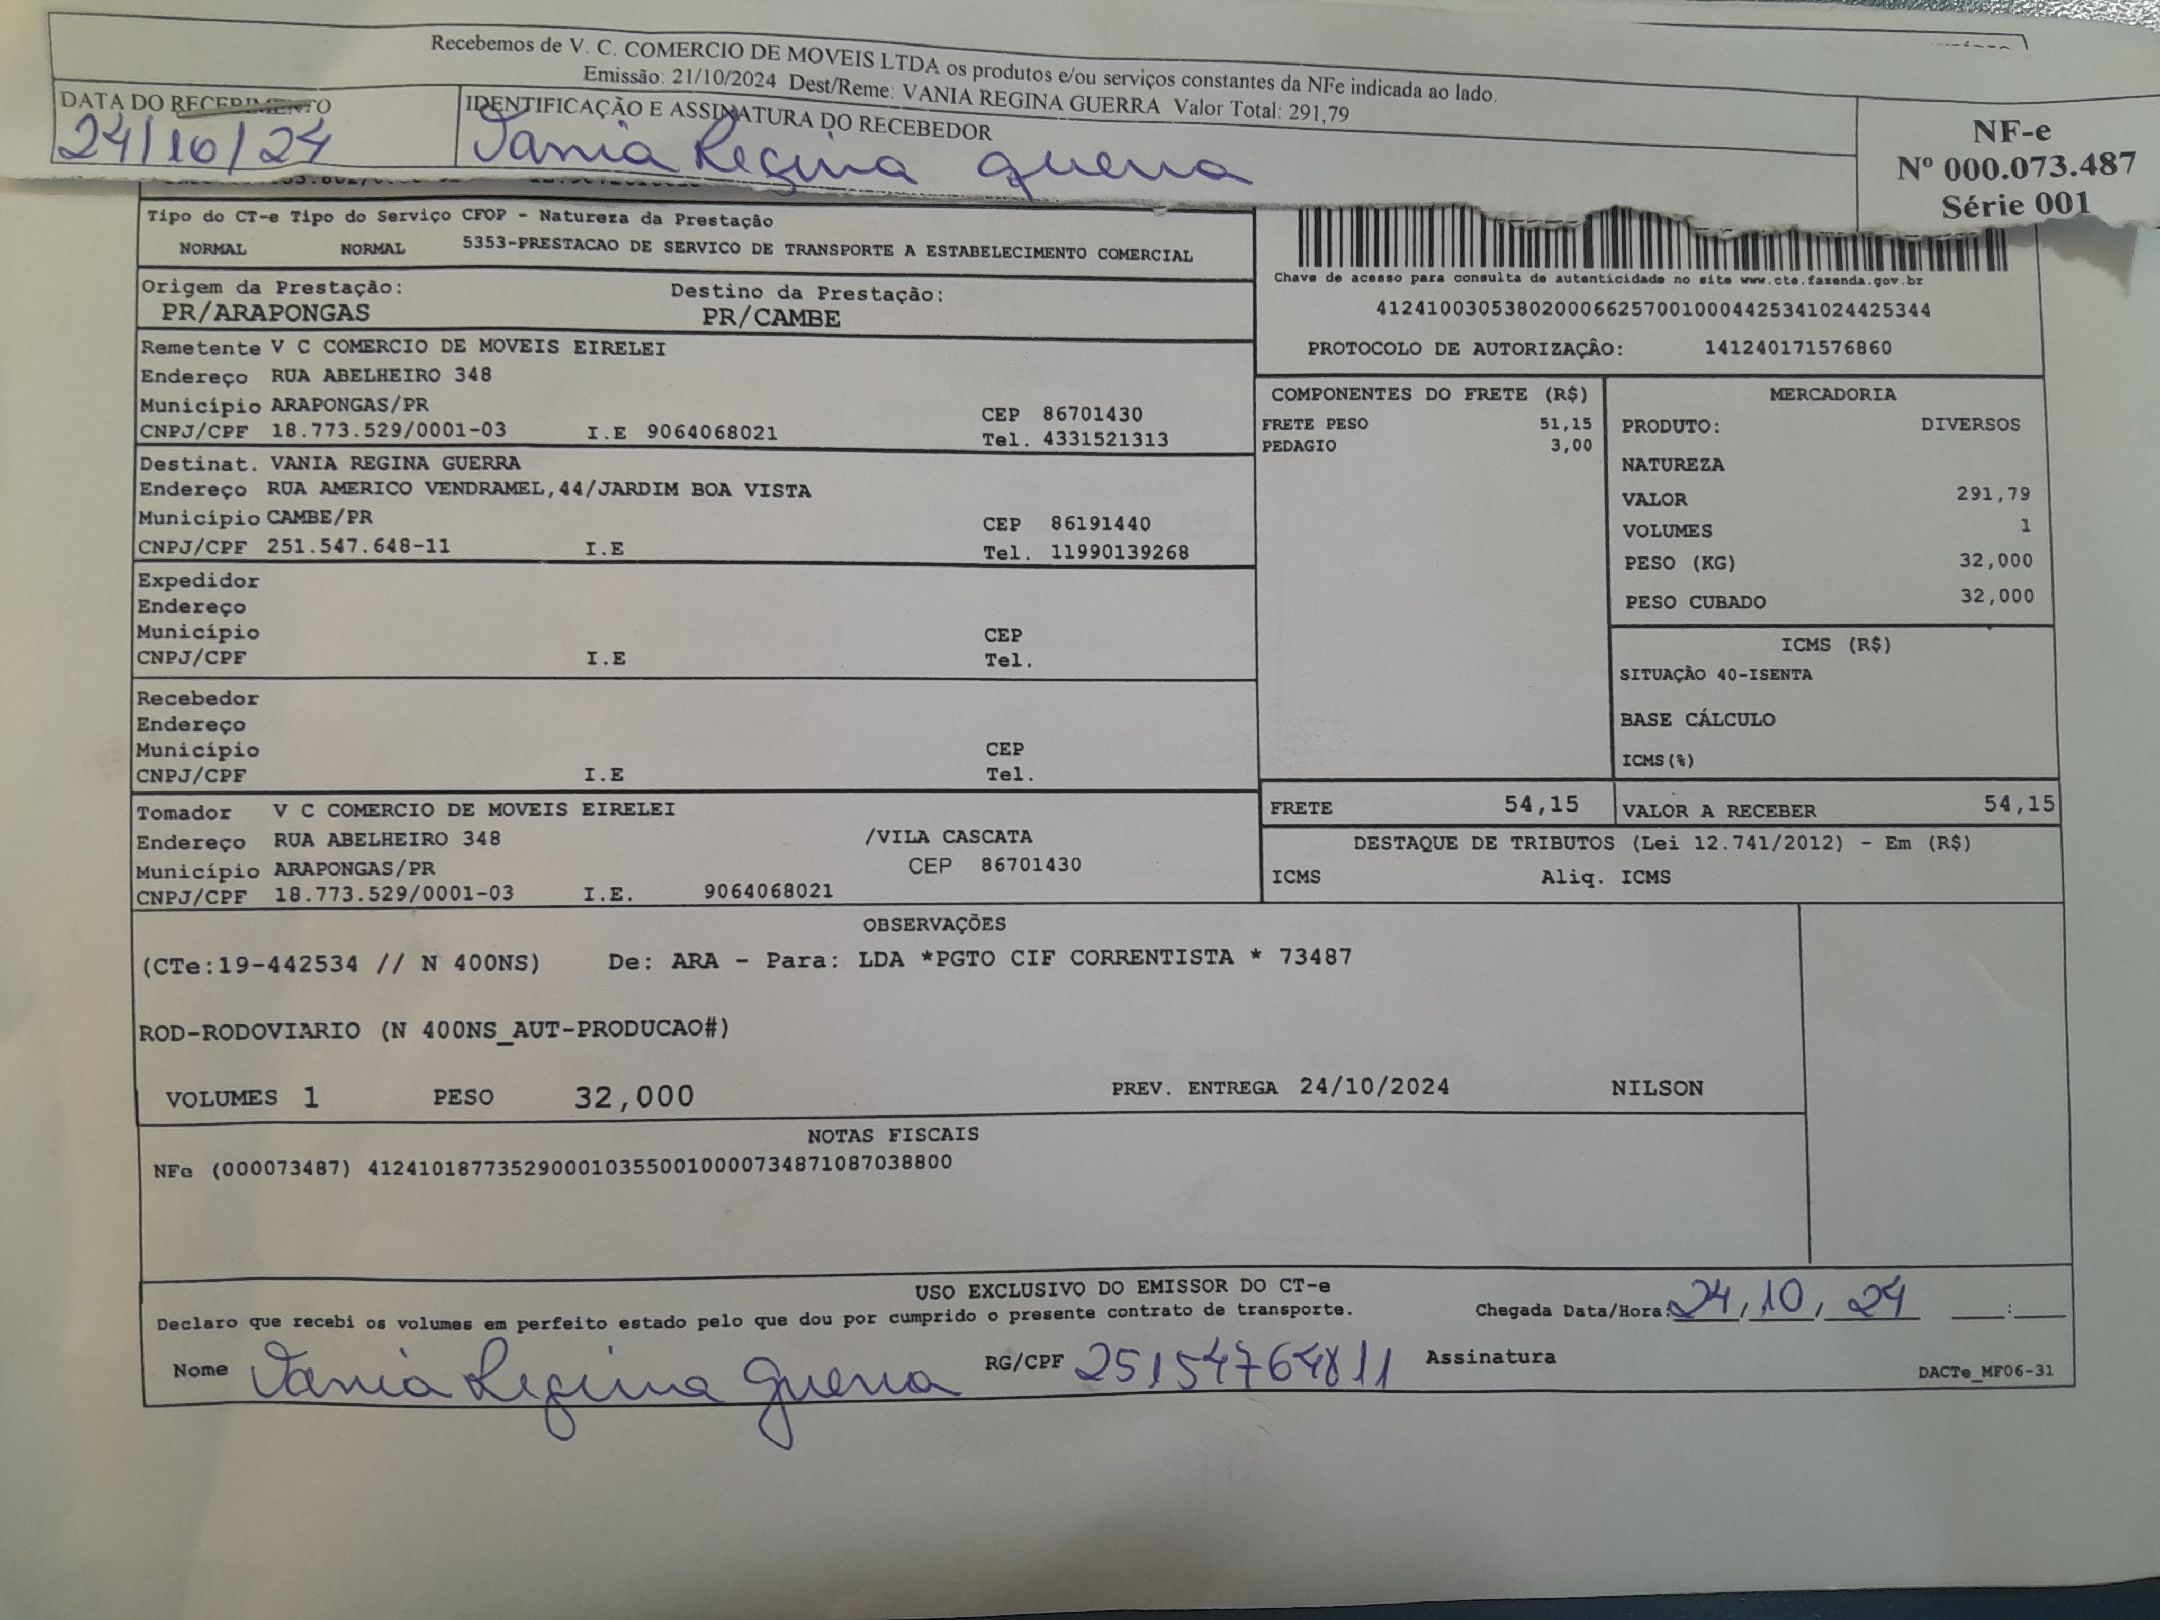 Recebemos de V. C. COMERCIO DE MOVEIS LTDA os produtos e/ou serviços constantes da NFe indicada ao lado.
Emissão: 21/10/2024 Dest/Reme: VANIA REGINA GUERRA Valor Total: 291,79
DATA DO RECEBIMENTO
IDENTIFICAÇÃO E ASSINATURA DO RECEBEDOR
24/10/24
Vania Regina Guerra
NF-e
Nº 000.073.487
Série 001
Tipo do CT-e Tipo do Serviço CFOP - Natureza da Prestação
NORMAL NORMAL 5353-PRESTACAO DE SERVICO DE TRANSPORTE A ESTABELECIMENTO COMERCIAL
Chave de acesso para consulta de autenticidade no site www.cte.fazenda.gov.br
41241003053802000662570010004425341024425344
PROTOCOLO DE AUTORIZAÇÂO: 141240171576860
Origem da Prestação: Destino da Prestação:
PR/ARAPONGAS PR/CAMBE
Remetente V C COMERCIO DE MOVEIS EIRELEI
Endereço RUA ABELHEIRO 348
Município ARAPONGAS/PR CEP 86701430
CNPJ/CPF 18.773.529/0001-03 I.E 9064068021 Tel. 4331521313
Destinat. VANIA REGINA GUERRA
Endereço RUA AMERICO VENDRAMEL,44/JARDIM BOA VISTA
Município CAMBE/PR CEP 86191440
CNPJ/CPF 251.547.648-11 I.E Tel. 11990139268
Expedidor
Endereço
Município CEP
CNPJ/CPF I.E Tel.
Recebedor
Endereço
Município CEP
CNPJ/CPF I.E Tel.
Tomador V C COMERCIO DE MOVEIS EIRELEI
Endereço RUA ABELHEIRO 348 /VILA CASCATA
Município ARAPONGAS/PR CEP 86701430
CNPJ/CPF 18.773.529/0001-03 I.E. 9064068021
COMPONENTES DO FRETE (R$)
FRETE PESO 51,15
PEDAGIO 3,00
MERCADORIA
PRODUTO: DIVERSOS
NATUREZA
VALOR 291,79
VOLUMES 1
PESO (KG) 32,000
PESO CUBADO 32,000
ICMS (R$)
SITUAÇÃO 40-ISENTA
BASE CÁLCULO
ICMS(%)
FRETE 54,15 VALOR A RECEBER 54,15
DESTAQUE DE TRIBUTOS (Lei 12.741/2012) - Em (R$)
ICMS Aliq. ICMS
OBSERVAÇÕES
(CTe:19-442534 // N 400NS) De: ARA - Para: LDA *PGTO CIF CORRENTISTA * 73487
ROD-RODOVIARIO (N 400NS_AUT-PRODUCAO#)
VOLUMES 1 PESO 32,000 PREV. ENTREGA 24/10/2024 NILSON
NOTAS FISCAIS
NFe (000073487) 41241018773529000103550010000734871087038800
USO EXCLUSIVO DO EMISSOR DO CT-e
Declaro que recebi os volumes em perfeito estado pelo que dou por cumprido o presente contrato de transporte. Chegada Data/Hora: 24/10/24 :
Nome Vania Regina Guerra RG/CPF 25154764811 Assinatura
DACTe_MF06-31